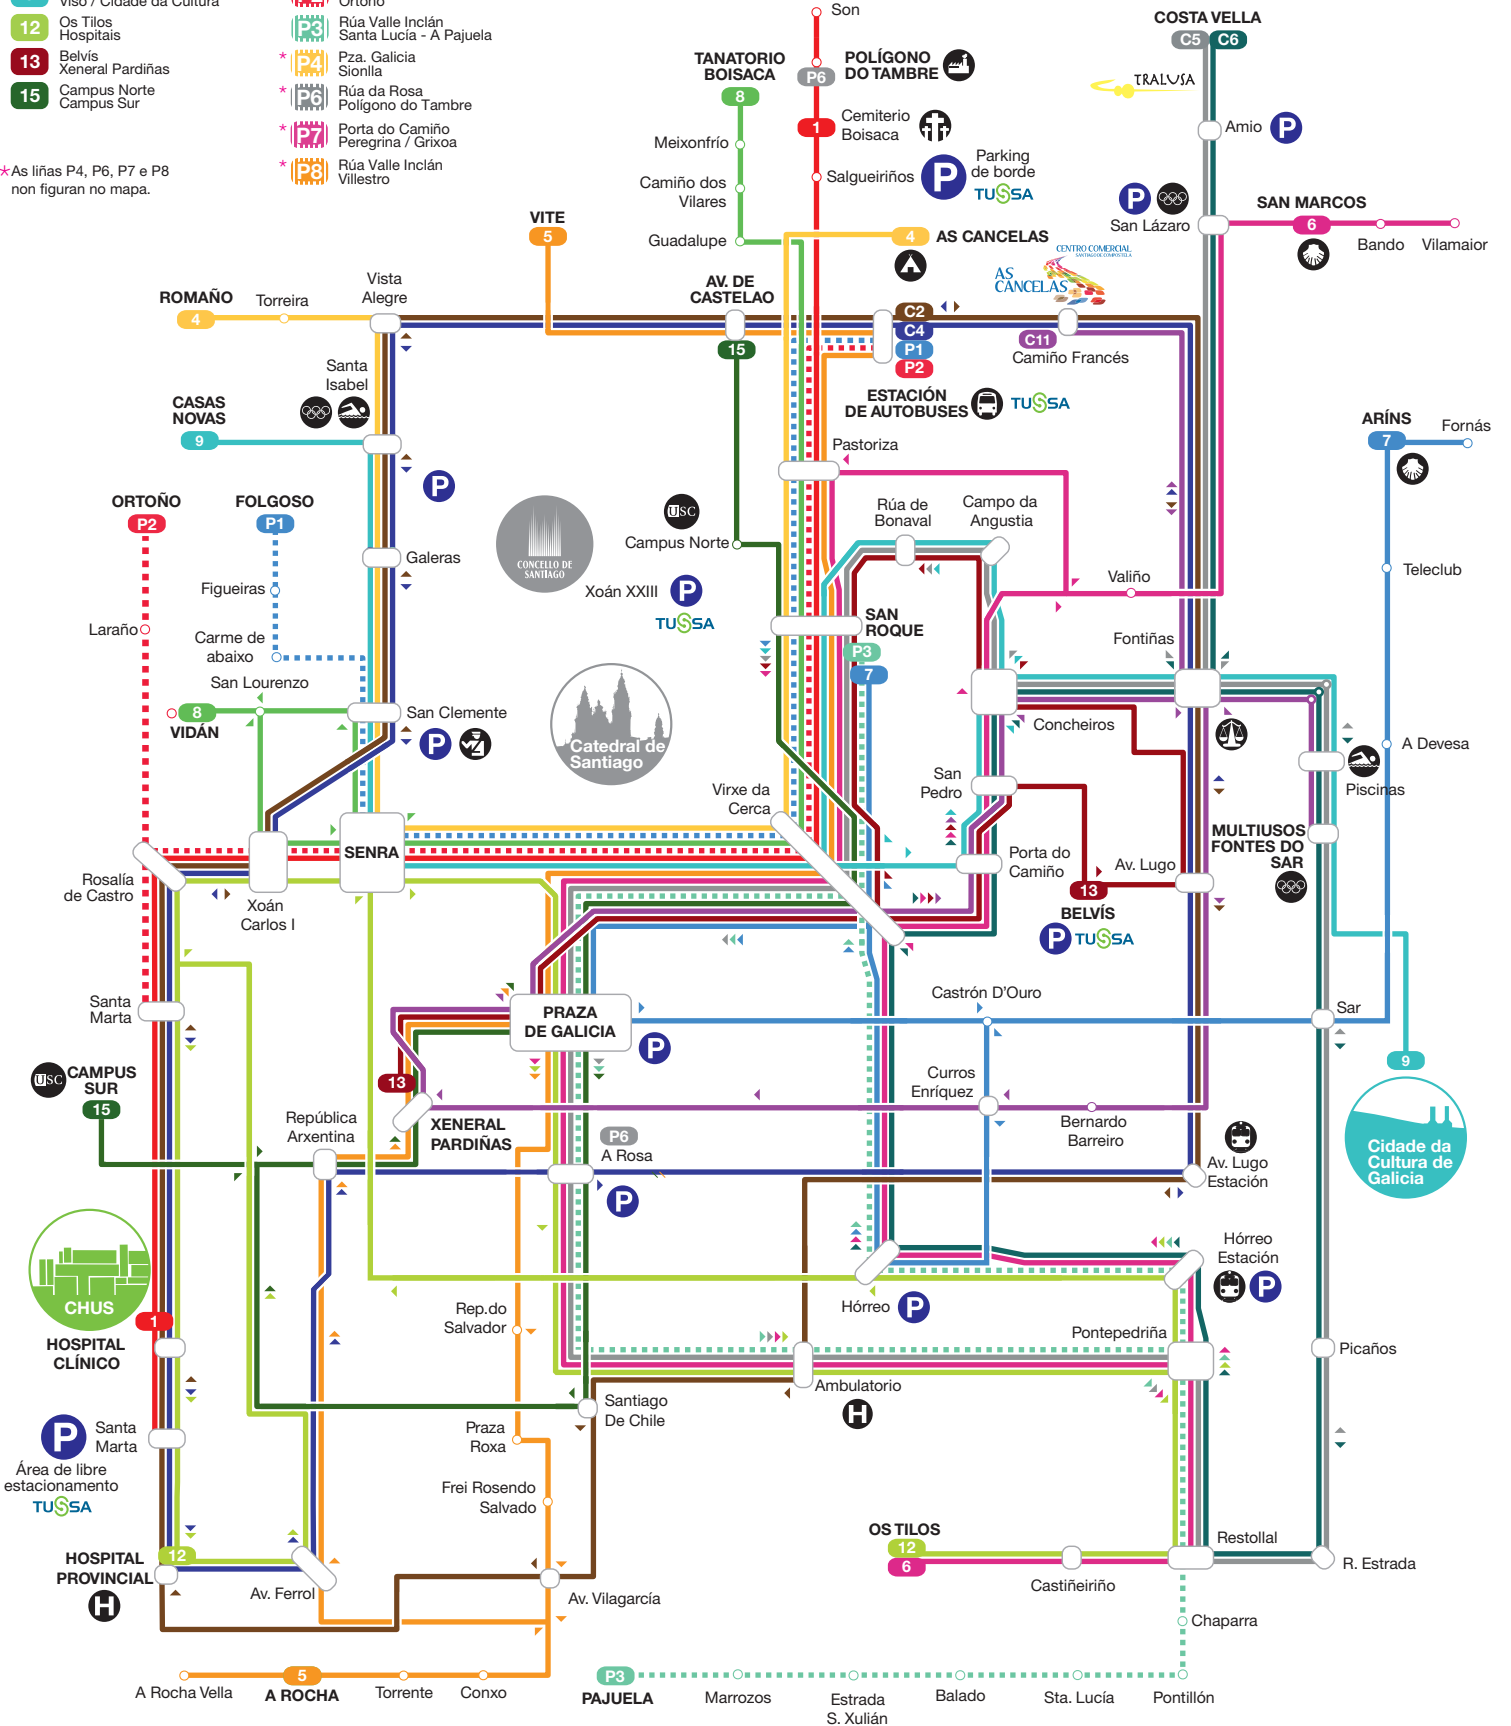 Viso / Cidade da Cultura
12
Os Tilos
Hospitais
13
Belvís
Xeneral Pardiñas
15
Campus Norte
Campus Sur
Ortoño
P3
Rúa Valle Inclán
Santa Lucía - A Pajuela
* P4
Pza. Galicia
Sionlla
* P6
Rúa da Rosa
Polígono do Tambre
* P7
Porta do Camiño
Peregrina / Grixoa
* P8
Rúa Valle Inclán
Villestro
*As liñas P4, P6, P7 e P8
non figuran no mapa.
Son
COSTA VELLA
C5 C6
TANATORIO
BOISACA
8
P6
POLÍGONO
DO TAMBRE
TRALUSA
1
Cemiterio
Boisaca
Amio P
Meixonfrío
Salgueiriños
P
Parking
de borde
TUSSA
Camiño dos
Vilares
P
San Lázaro
SAN MARCOS
6
Bando
Vilamaior
VITE
5
Guadalupe
4 AS CANCELAS
CENTRO COMERCIAL
SANTIAGO DE COMPOSTELA
AS
CANCELAS
Vista
Alegre
AV. DE
CASTELAO
15
ROMAÑO
4
Torreira
C2
C4
P1
P2
C11
Camiño Francés
Santa
Isabel
ESTACIÓN
DE AUTOBUSES
TUSSA
CASAS
NOVAS
9
ARÍNS
7
Fornás
Pastoriza
P
ORTOÑO
P2
FOLGOSO
P1
USC
Campus Norte
Rúa de
Bonaval
Campo da
Angustia
CONCELLO DE
SANTIAGO
Galeras
Teleclub
Figueiras
Xoán XXIII P
TUSSA
Valiño
Laraño
SAN
ROQUE
P3
7
Carme de
abaixo
Fontiñas
San Lourenzo
8
VIDÁN
San Clemente
P
Concheiros
Catedral de
Santiago
A Devesa
San
Pedro
Virxe da
Cerca
Piscinas
MULTIUSOS
FONTES DO
SAR
SENRA
Porta do
Camiño
Av. Lugo
Rosalía
de Castro
Xoán
Carlos I
13
BELVÍS
P TUSSA
Santa
Marta
PRAZA
DE GALICIA
P
Castrón D'Ouro
Sar
USC CAMPUS
SUR
15
13
Curros
Enríquez
9
República
Arxentina
XENERAL
PARDIÑAS
P6
A Rosa
P
Bernardo
Barreiro
Av. Lugo
Estación
Cidade da
Cultura de
Galicia
CHUS
Hórreo
Estación
P
Hórreo P
1
HOSPITAL
CLÍNICO
Rep.do
Salvador
Pontepedriña
Picaños
Ambulatorio
H
Santiago
De Chile
P
Santa
Marta
Área de libre
estacionamento
TUSSA
Praza
Roxa
Frei Rosendo
Salvado
OS TILOS
12
6
Restollal
HOSPITAL
PROVINCIAL
H
12
Av. Ferrol
Av. Vilagarcía
Castiñeiriño
R. Estrada
Chaparra
A Rocha Vella
5
A ROCHA
Torrente
Conxo
P3
PAJUELA
Marrozos
Estrada
S. Xulián
Balado
Sta. Lucía
Pontillón